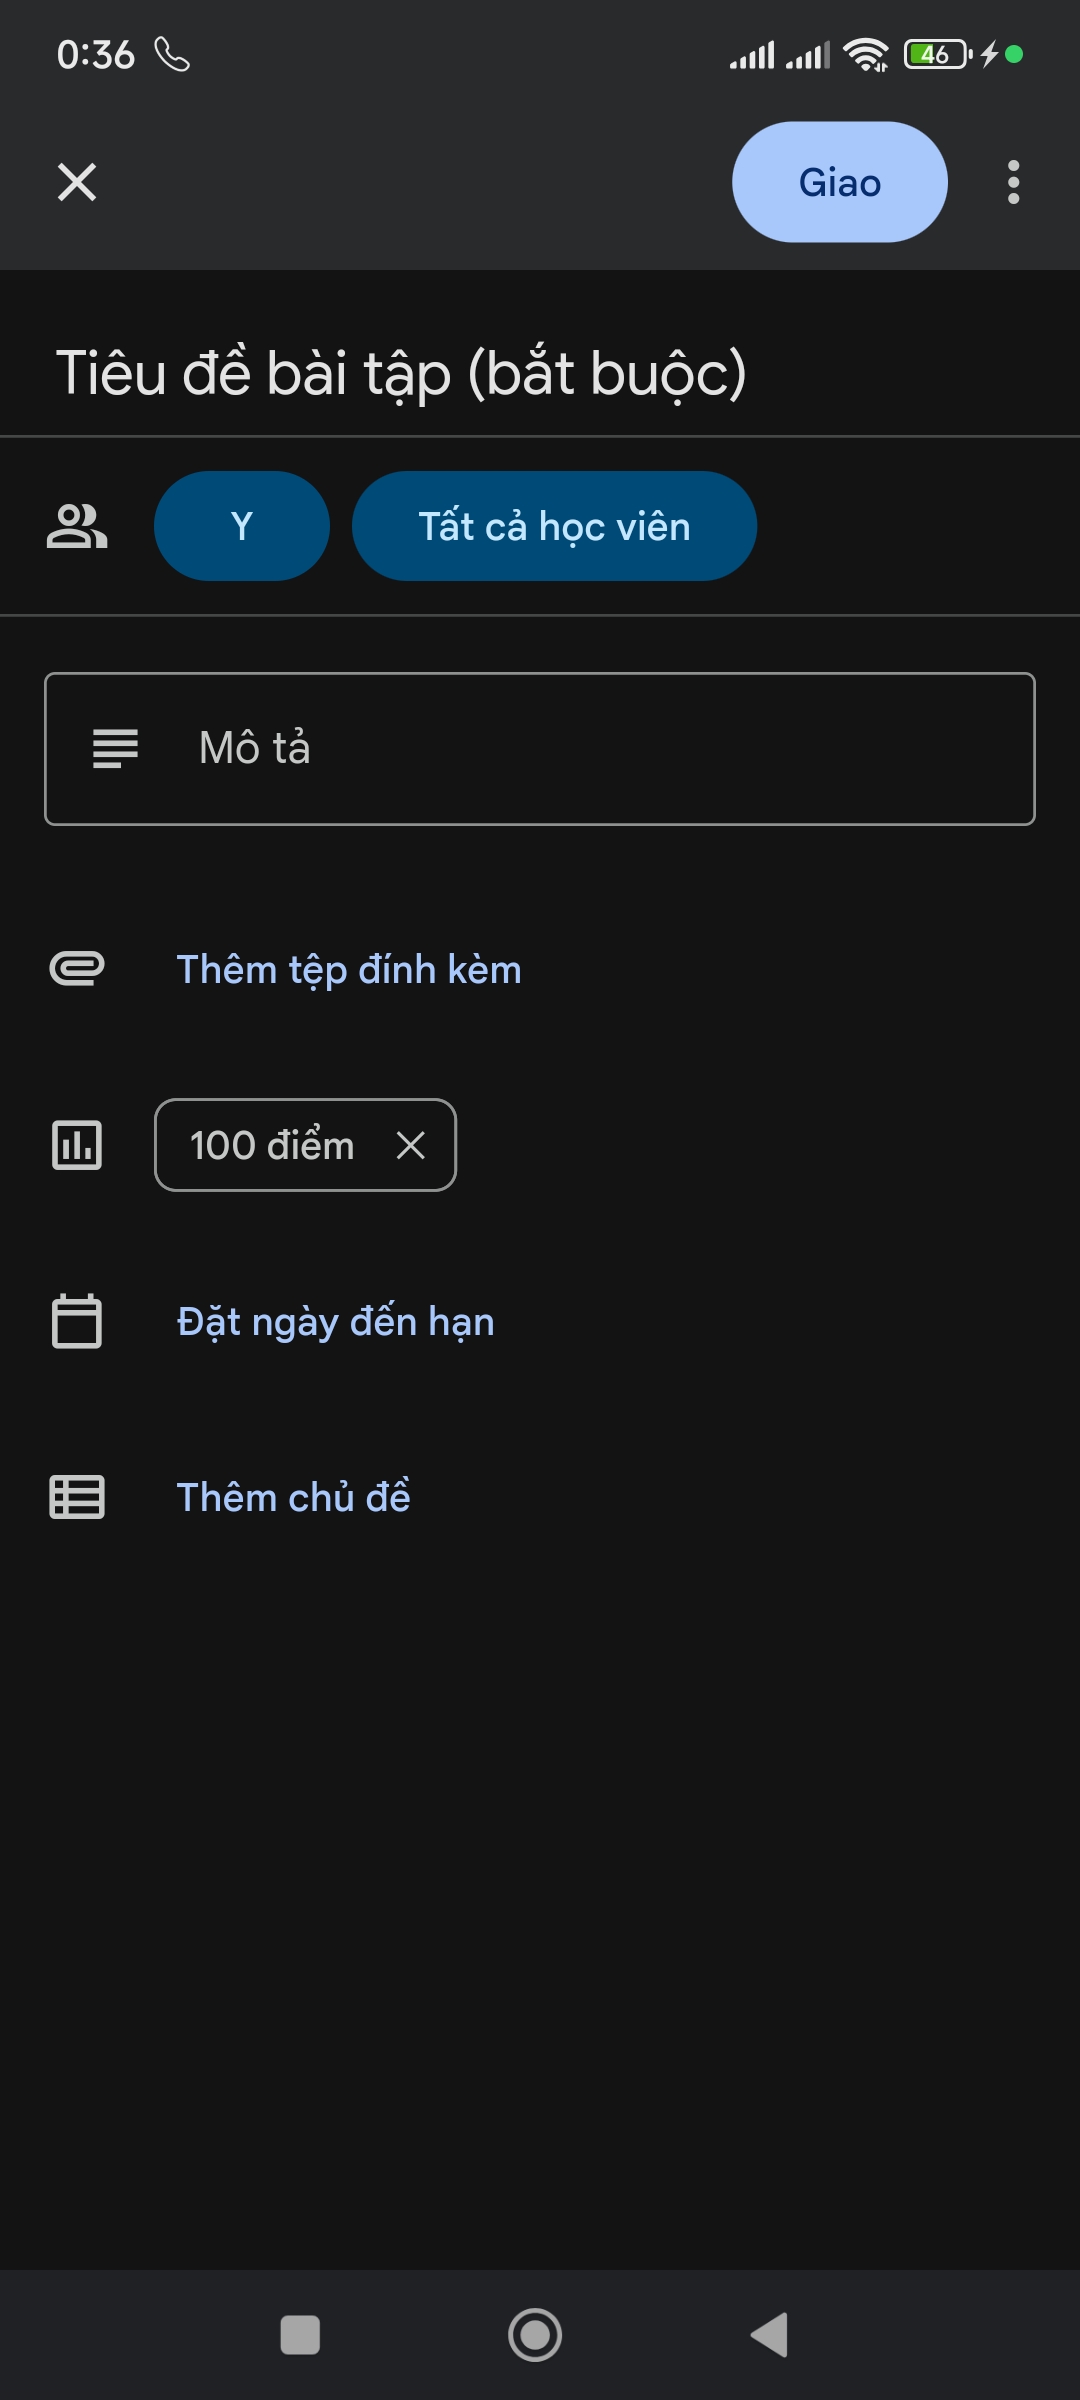 0:36
46
Giao
Tiêu đề bài tập (bắt buộc)
Y
Tất cả học viên
Mô tả
Thêm tệp đính kèm
100 điểm
Đặt ngày đến hạn
Thêm chủ đề